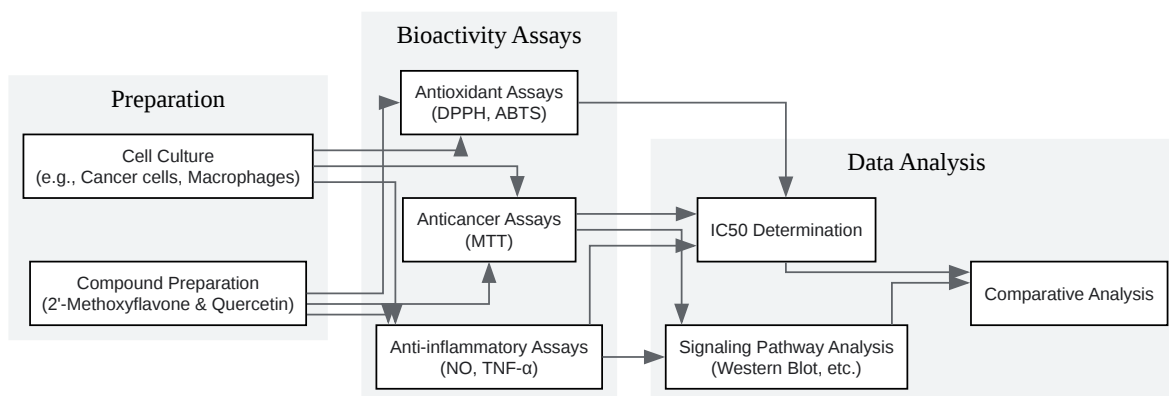 Preparation
Cell Culture
(e.g., Cancer cells, Macrophages)
Compound Preparation
(2'-Methoxyflavone & Quercetin)
Bioactivity Assays
Antioxidant Assays
(DPPH, ABTS)
Anticancer Assays
(MTT)
Anti-inflammatory Assays
(NO, TNF-α)
Data Analysis
IC50 Determination
Signaling Pathway Analysis
(Western Blot, etc.)
Comparative Analysis